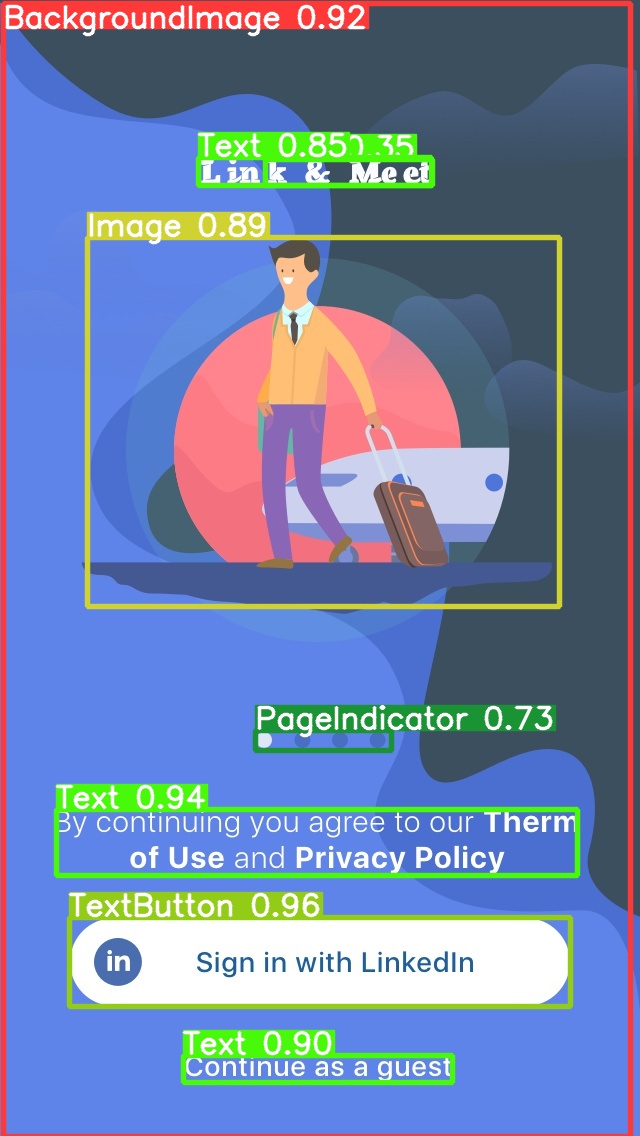 BackgroundImage 0.92
Text 0.85 0.35
Link & Meet
Image 0.89
PageIndicator 0.73
Text 0.94
By continuing you agree to our Therm
of Use and Privacy Policy
TextButton 0.96
in Sign in with LinkedIn
Text 0.90
Continue as a guest